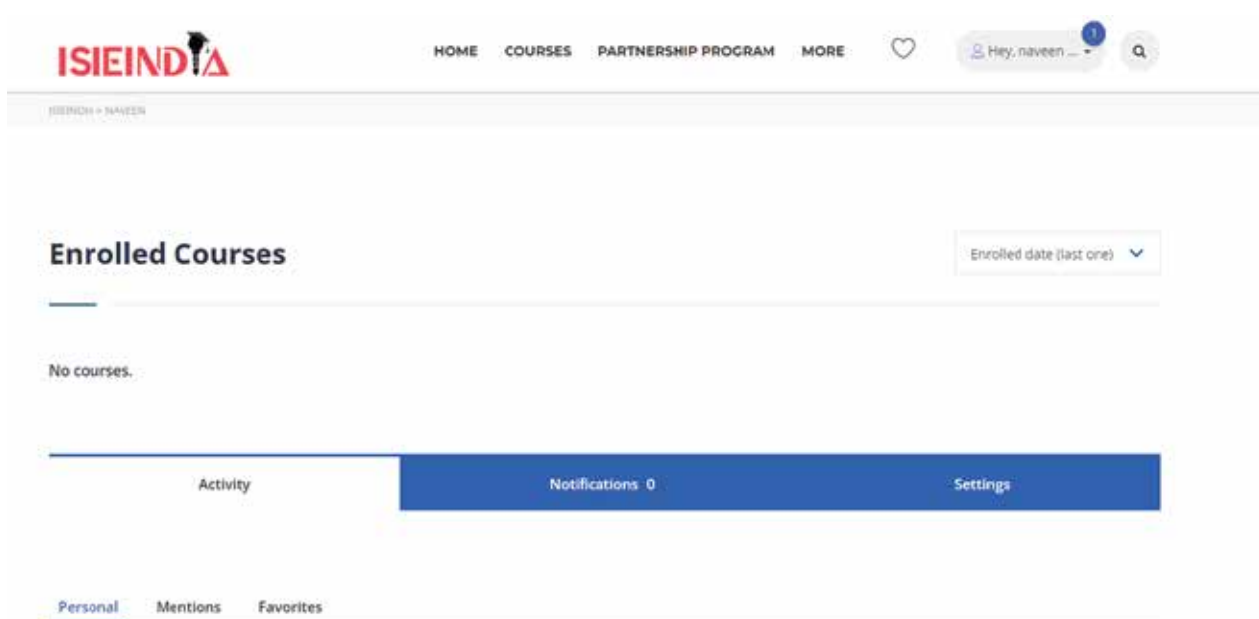 ISIEINDIA
HOME COURSES PARTNERSHIP PROGRAM MORE 1 Hey, naveen ...
ISIEINDIA > NAVEEN
Enrolled Courses Enrolled date (last one)
No courses.
Activity Notifications 0 Settings
Personal Mentions Favorites